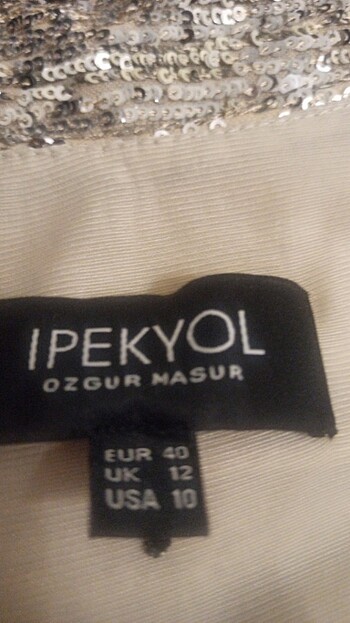 IPEKYOL
OZGUR MASUR
EUR 40
UK 12
USA 10